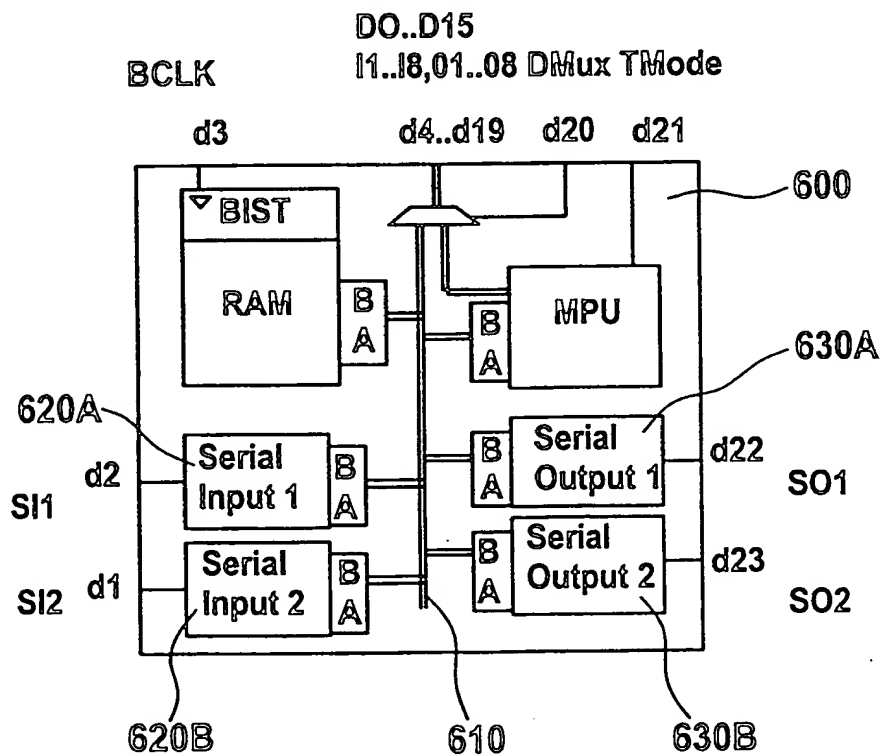 DO..D15
I1..I8,01..08 DMux TMode
BCLK
d3 d4..d19 d20 d21
600
BIST
RAM
B
A
B
A
MPU
630A
620A
d2
SI1
Serial
Input 1
B
A
B
A
Serial
Output 1
d22
SO1
d1
SI2
Serial
Input 2
B
A
B
A
Serial
Output 2
d23
SO2
620B 610 630B